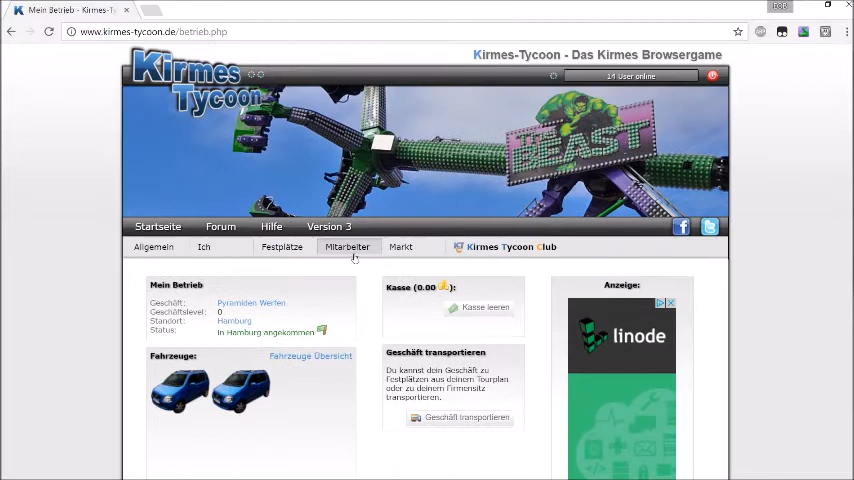 Mein Betrieb - Kirmes-Ty
EOR
www.kirmes-tycoon.de/betrieb.php
Kirmes-Tycoon - Das Kirmes Browsergame
Kirmes
Tycoon
14 User online
THE
BEAST
Startseite Forum Hilfe Version 3
Allgemein Ich Festplätze Mitarbeiter Markt Kirmes Tycoon Club
Mein Betrieb
Geschäft: Pyramiden Werfen
Geschäftslevel: 0
Standort: Hamburg
Status: In Hamburg angekommen
Fahrzeuge: Fahrzeuge Übersicht
Kasse (0.00 ):
Kasse leeren
Geschäft transportieren
Du kannst dein Geschäft zu
Festplätzen aus deinem Tourplan
oder zu deinem Firmensitz
transportieren.
Geschäft transportieren
Anzeige:
linode